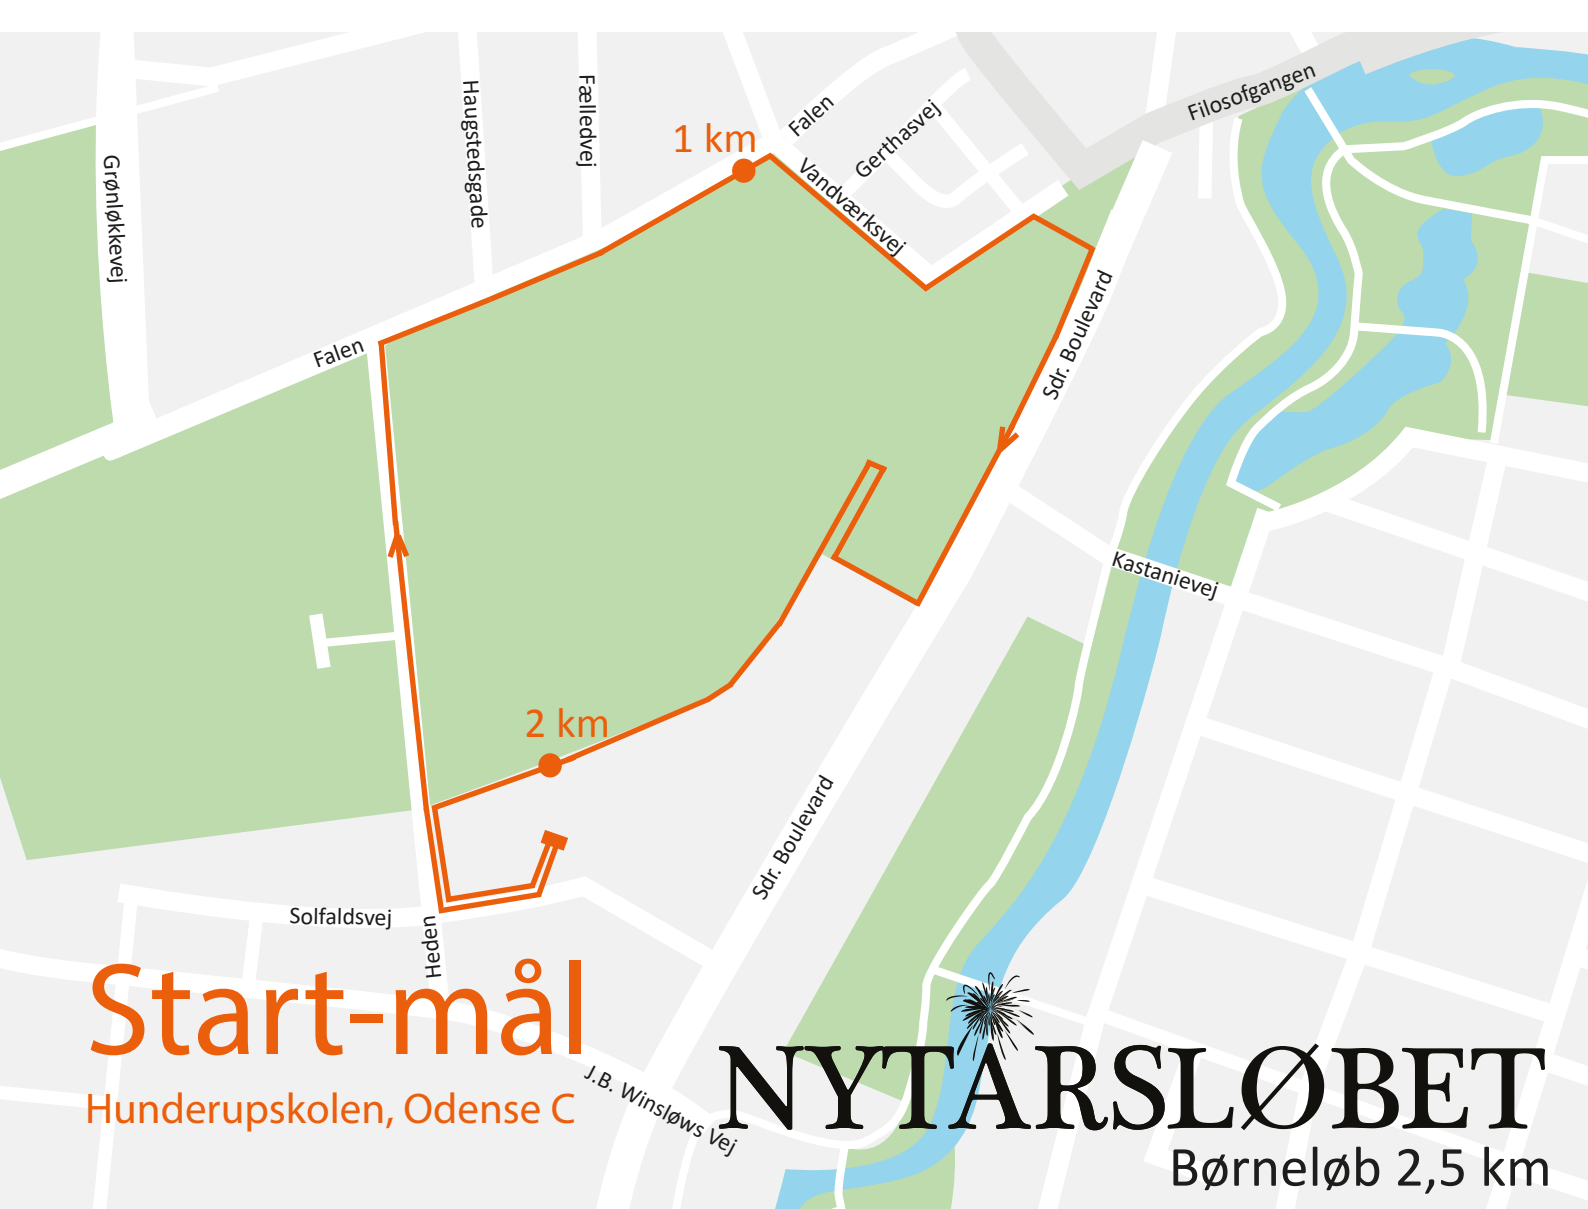 Filosofgangen
Falen
Gerthasvej
Fælledvej
Haugstedsgade
1 km
Grønløkkevej
Vandværksvej
Sdr. Boulevard
Falen
Kastanievej
2 km
Sdr. Boulevard
Solfaldsvej
Heden
Start-mål
Hunderupskolen, Odense C
J.B. Winsløws Vej
NYTÅRSLØBET
Børneløb 2,5 km